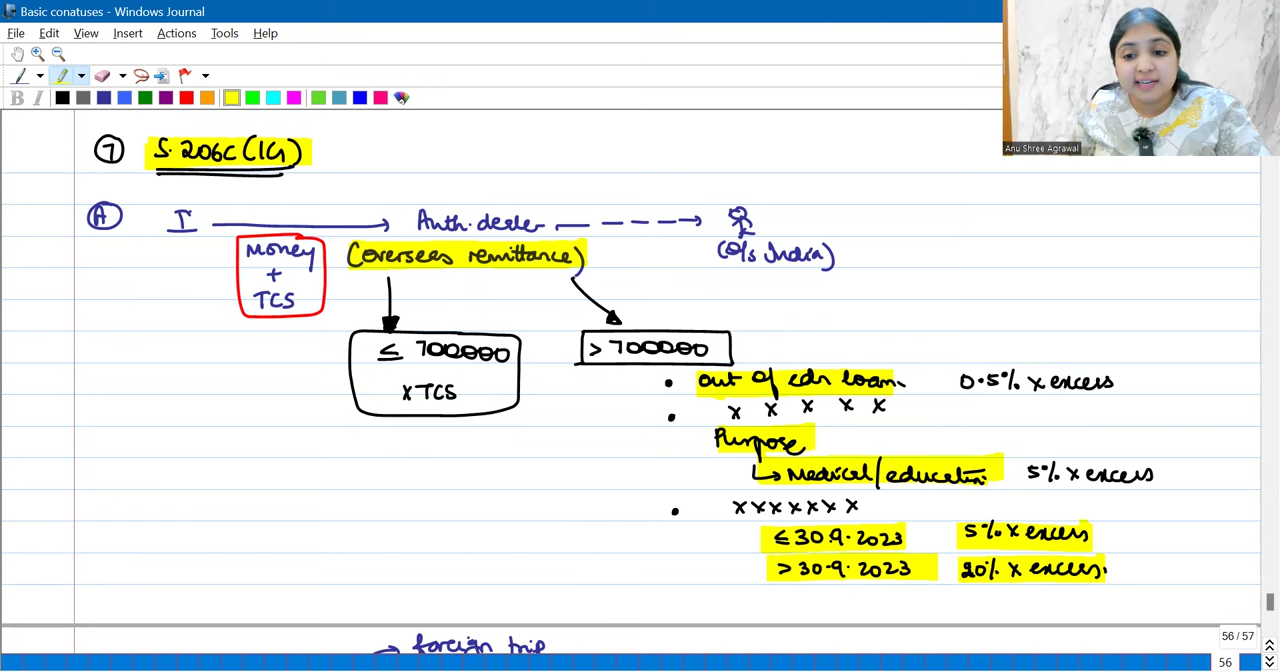 Basic conatuses - Windows Journal
File Edit View Insert Actions Tools Help
B I
Anu Shree Agrawal
7 S. 206C (1G)
A I Auth. dealer
Money + TCS
(overseas remittance)
(O/s India)
≤ 700000
x TCS
> 700000
• out of edn loan. 0.5% x excess
• x x x x x
Purpose
Medical/education 5% x excess
• x x x x x x x
≤ 30.9.2023 5% x excess
> 30.9.2023 20% x excess.
foreign trip
56 / 57
56